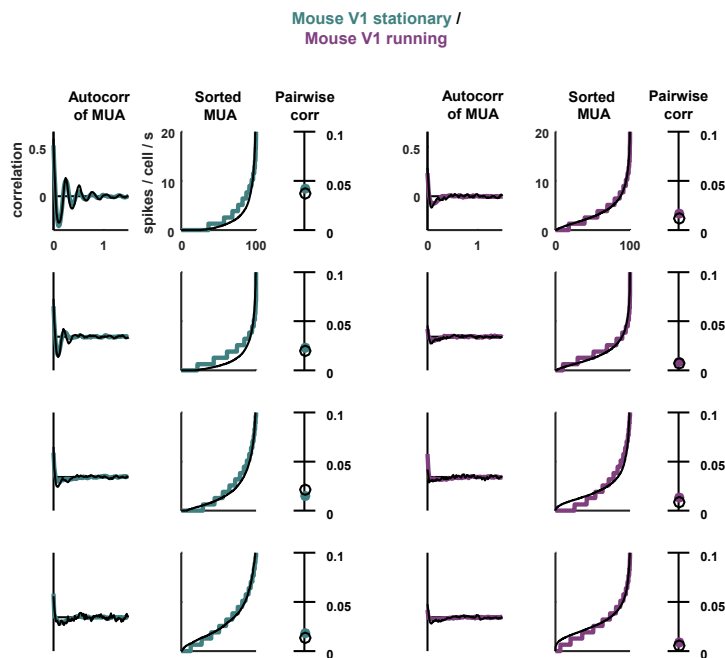 Mouse V1 stationary /
Mouse V1 running
Autocorr
of MUA
Sorted
MUA
Pairwise
corr
Autocorr
of MUA
Sorted
MUA
Pairwise
corr
correlation
0.5
0
0 1
spikes / cell / s
20
10
0
0 100
0.1
0.05
0
0.5
0
0 1
20
10
0
0 100
0.1
0.05
0
0.1
0.05
0
0.1
0.05
0
0.1
0.05
0
0.1
0.05
0
0.1
0.05
0
0.1
0.05
0